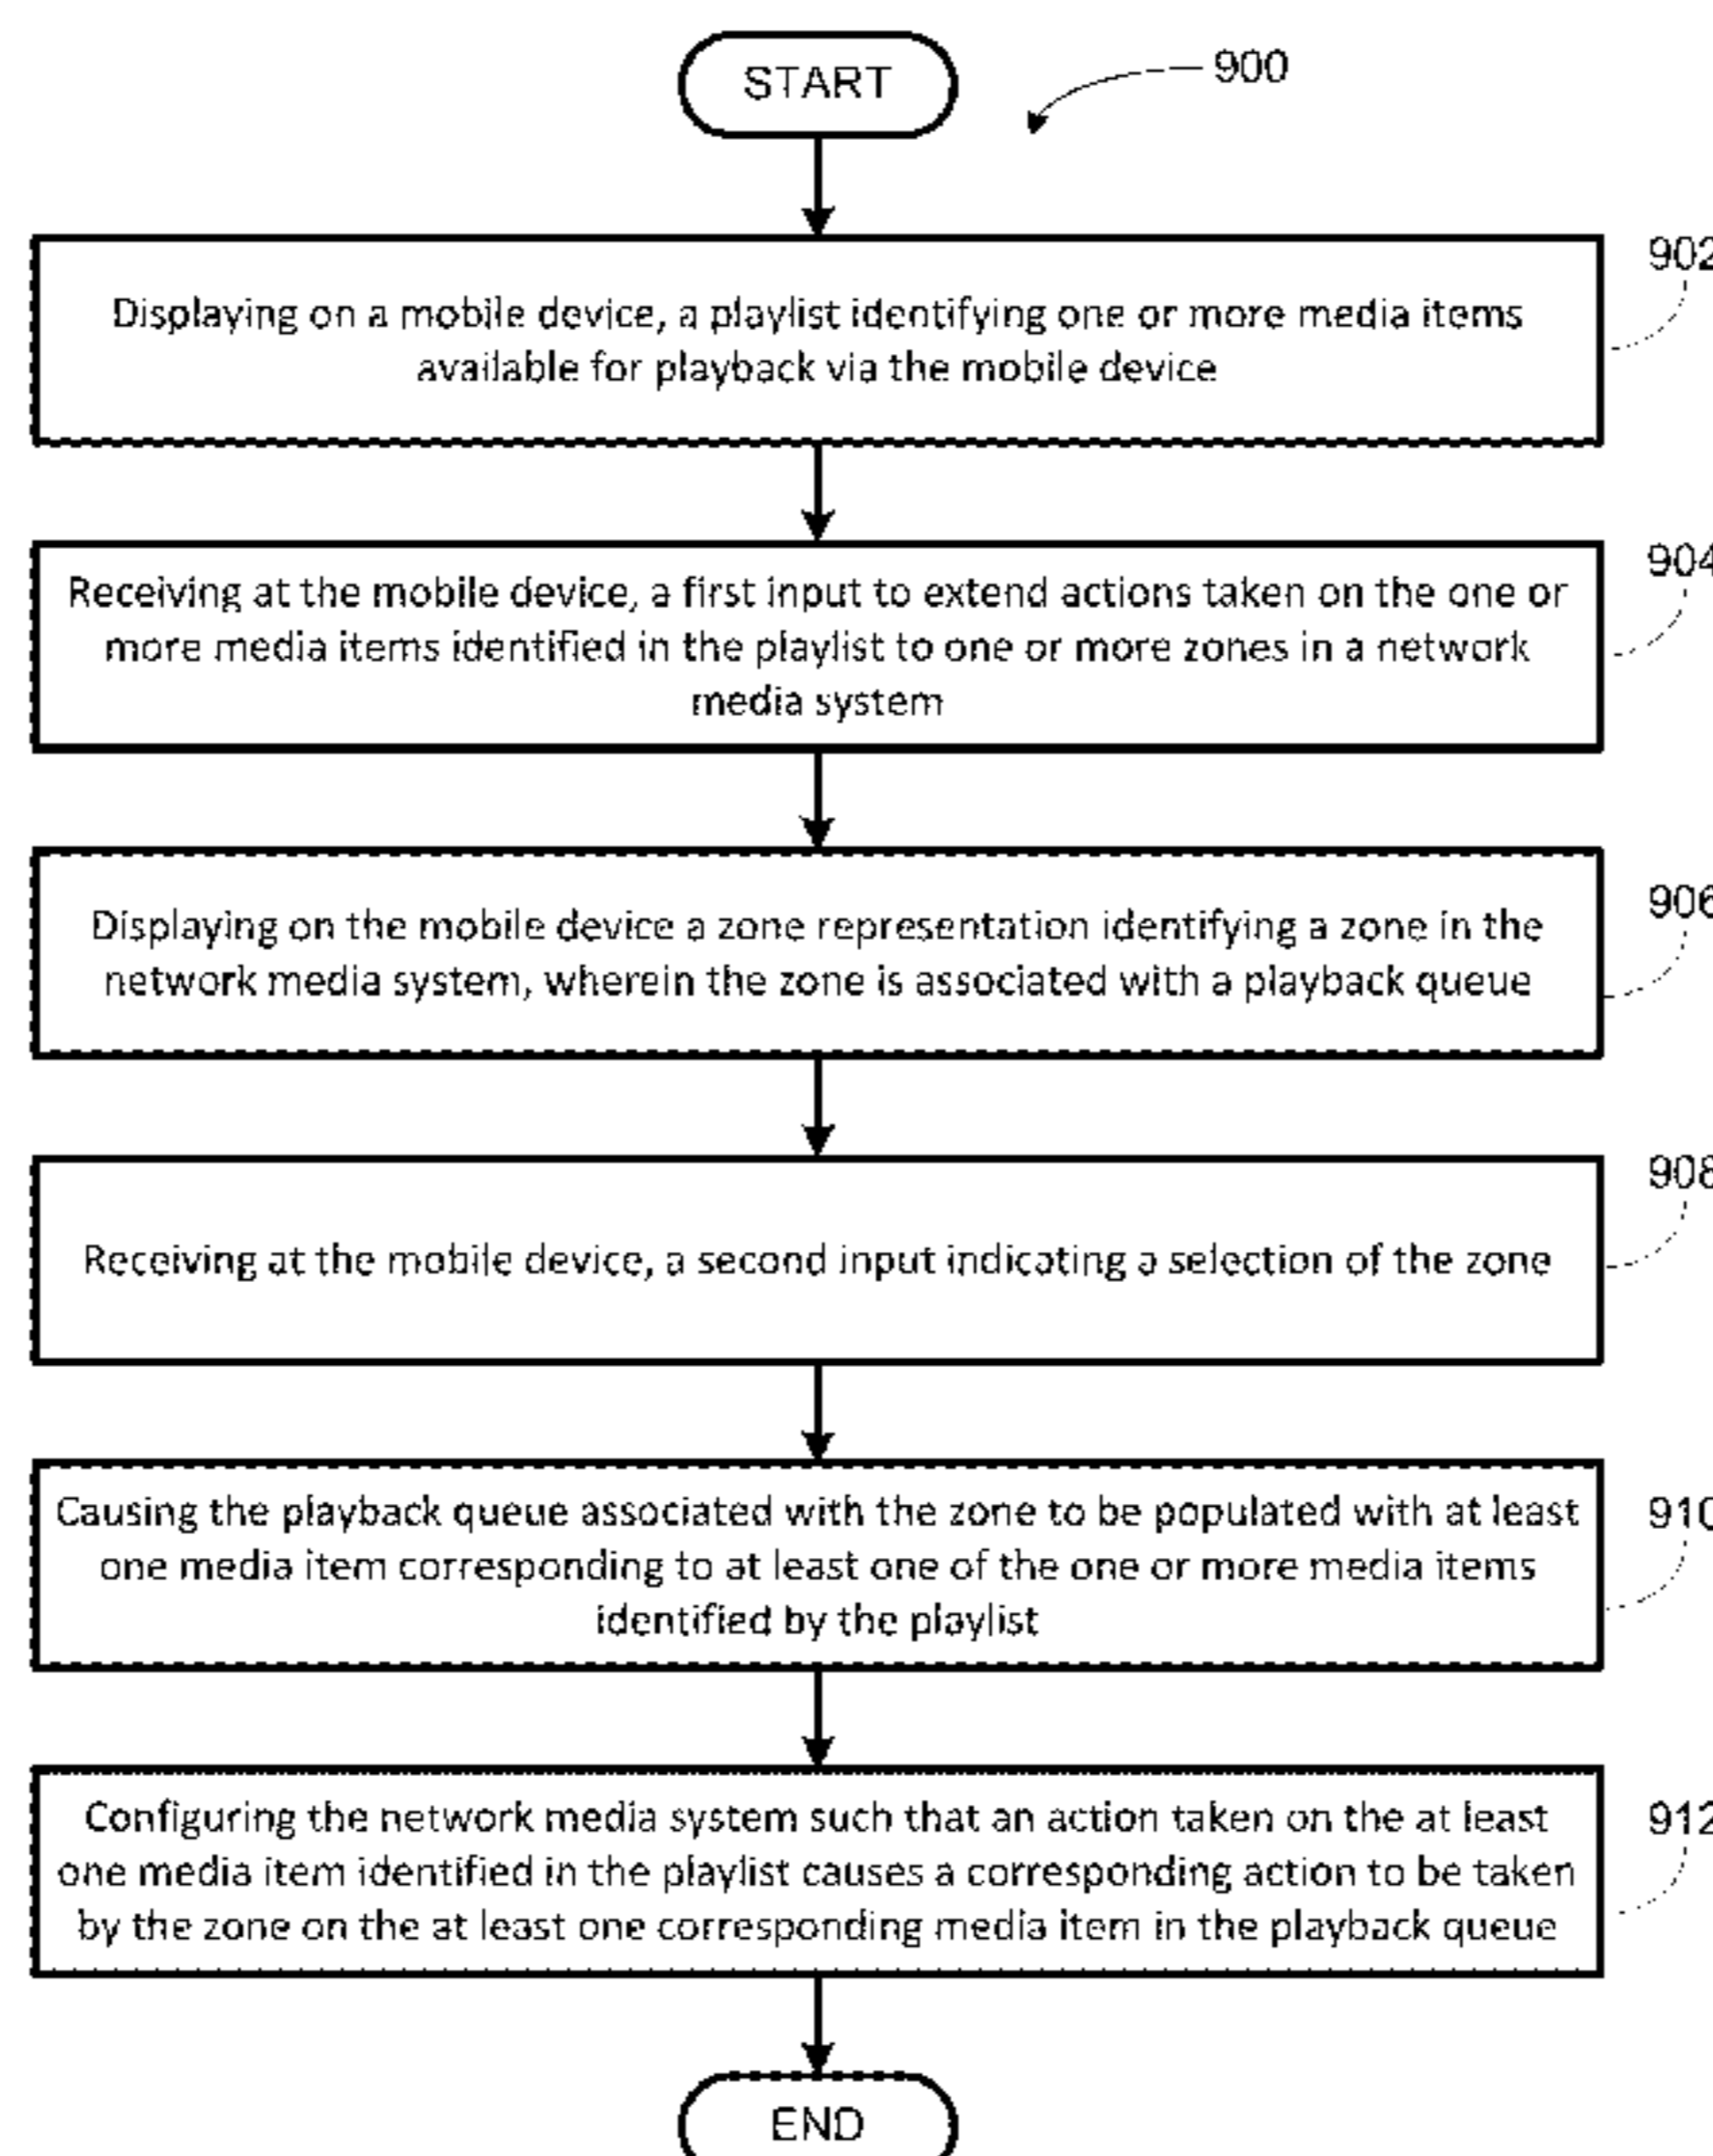 START
900
Displaying on a mobile device, a playlist identifying one or more media items
available for playback via the mobile device
902
Receiving at the mobile device, a first input to extend actions taken on the one or
more media items identified in the playlist to one or more zones in a network
media system
904
Displaying on the mobile device a zone representation identifying a zone in the
network media system, wherein the zone is associated with a playback queue
906
Receiving at the mobile device, a second input indicating a selection of the zone
908
Causing the playback queue associated with the zone to be populated with at least
one media item corresponding to at least one of the one or more media items
identified by the playlist
910
Configuring the network media system such that an action taken on the at least
one media item identified in the playlist causes a corresponding action to be taken
by the zone on the at least one corresponding media item in the playback queue
912
END